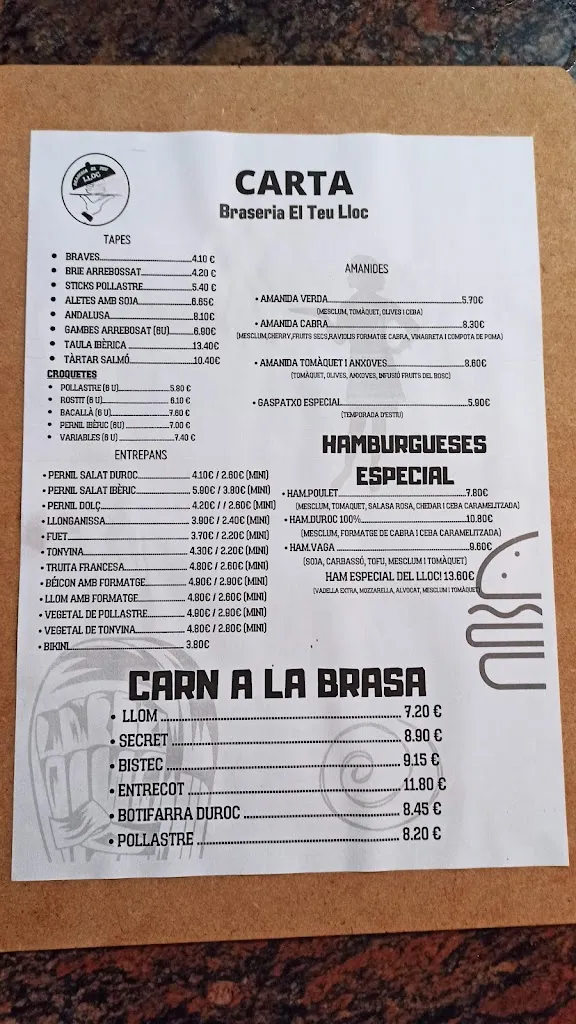 BRASERIA EL TEU
LLOC
CARTA
Braseria El Teu Lloc
TAPES
• BRAVES 4.10 €
• BRIE ARREBOSSAT 4.20 €
• STICKS POLLASTRE 5.40 €
• ALETES AMB SOJA 6.65€
• ANDALUSA 8.10€
• GAMBES ARREBOSAT (6U) 6.90€
• TAULA IBÈRICA 13.40€
• TÀRTAR SALMÓ 10.40€
CROQUETES
• POLLASTRE (6 U) 5.80 €
• ROSTIT (6 U) 6.10 €
• BACALLÀ (6 U) 7.60 €
• PERNIL IBÈRIC (6U) 7.00 €
• VARIABLES (6 U) 7.40 €
ENTREPANS
• PERNIL SALAT DUROC 4.10€ / 2.60€ (MINI)
• PERNIL SALAT IBÈRIC 5.90€ / 3.80€ (MINI)
• PERNIL DOLÇ 4.20€ / / 2.60€ (MINI)
• LLONGANISSA 3.90€ / 2.40€ (MINI)
• FUET 3.70€ / 2.20€ (MINI)
• TONYINA 4.30€ / 2.20€ (MINI)
• TRUITA FRANCESA 4.80€ / 2.60€ (MINI)
• BÉICON AMB FORMATGE 4.90€ / 2.90€ (MINI)
• LLOM AMB FORMATGE 4.80€ / 2.60€ (MINI)
• VEGETAL DE POLLASTRE 4.90€ / 2.90€ (MINI)
• VEGETAL DE TONYINA 4.80€ / 2.80€ (MINI)
• BIKINI 3.80€
AMANIDES
• AMANIDA VERDA 5.70€
(MESCLUM, TOMÀQUET, OLIVES I CEBA)
• AMANIDA CABRA 8.30€
(MESCLUM,CHERRY,FRUITS SECS,RAVIOLIS FORMATGE CABRA, VINAGRETA I COMPOTA DE POMA)
• AMANIDA TOMÀQUET I ANXOVES 8.60€
(TOMÀQUET, OLIVES, ANXOVES, INFUSIÓ FRUITS DEL BOSC)
• GASPATXO ESPECIAL 5.90€
(TEMPORADA D'ESTIU)
HAMBURGUESES
ESPECIAL
• HAM.POULET 7.80€
(MESCLUM, TOMAQUET, SALASA ROSA, CHEDAR I CEBA CARAMELITZADA)
• HAM.DUROC 100% 10.80€
(MESCLUM, FORMATGE DE CABRA I CEBA CARAMELITZADA)
• HAM.VAGA 9.60€
(SOJA, CARBASSÓ, TOFU, MESCLUM I TOMÀQUET)
HAM ESPECIAL DEL LLOC! 13.60€
(VADELLA EXTRA, MOZZARELLA, ALVOCAT, MESCLUM I TOMÀQUET)
CARN A LA BRASA
• LLOM 7.20 €
• SECRET 8.90 €
• BISTEC 9.15 €
• ENTRECOT 11.80 €
• BOTIFARRA DUROC 8.45 €
• POLLASTRE 8.20 €